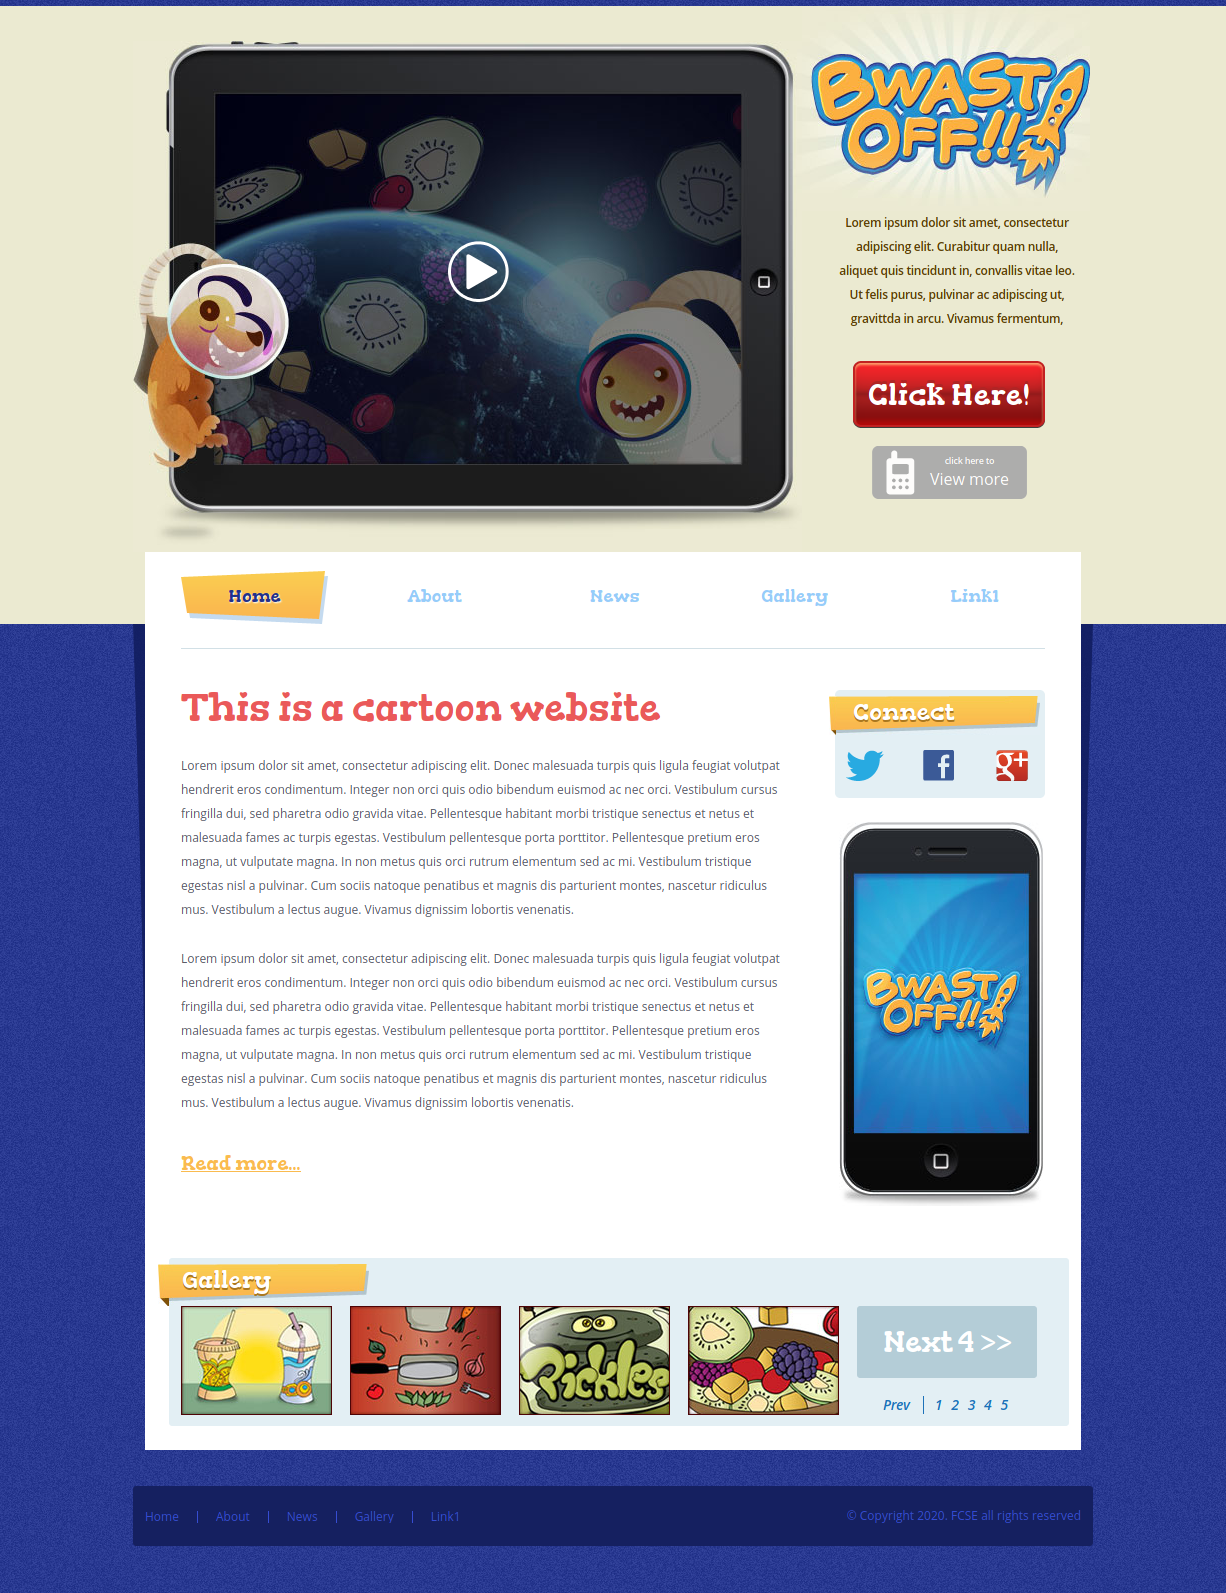 BWAST
OFF!!
Lorem ipsum dolor sit amet, consectetur
adipiscing elit. Curabitur quam nulla,
aliquet quis tincidunt in, convallis vitae leo.
Ut felis purus, pulvinar ac adipiscing ut,
gravittda in arcu. Vivamus fermentum,
Click Here!
click here to
View more
Home About News Gallery Link1
This is a cartoon website
Lorem ipsum dolor sit amet, consectetur adipiscing elit. Donec malesuada turpis quis ligula feugiat volutpat
hendrerit eros condimentum. Integer non orci quis odio bibendum euismod ac nec orci. Vestibulum cursus
fringilla dui, sed pharetra odio gravida vitae. Pellentesque habitant morbi tristique senectus et netus et
malesuada fames ac turpis egestas. Vestibulum pellentesque porta porttitor. Pellentesque pretium eros
magna, ut vulputate magna. In non metus quis orci rutrum elementum sed ac mi. Vestibulum tristique
egestas nisl a pulvinar. Cum sociis natoque penatibus et magnis dis parturient montes, nascetur ridiculus
mus. Vestibulum a lectus augue. Vivamus dignissim lobortis venenatis.
Lorem ipsum dolor sit amet, consectetur adipiscing elit. Donec malesuada turpis quis ligula feugiat volutpat
hendrerit eros condimentum. Integer non orci quis odio bibendum euismod ac nec orci. Vestibulum cursus
fringilla dui, sed pharetra odio gravida vitae. Pellentesque habitant morbi tristique senectus et netus et
malesuada fames ac turpis egestas. Vestibulum pellentesque porta porttitor. Pellentesque pretium eros
magna, ut vulputate magna. In non metus quis orci rutrum elementum sed ac mi. Vestibulum tristique
egestas nisl a pulvinar. Cum sociis natoque penatibus et magnis dis parturient montes, nascetur ridiculus
mus. Vestibulum a lectus augue. Vivamus dignissim lobortis venenatis.
Read more...
Connect
f
g+
BWAST
OFF!!
Gallery
Pickles
Next 4 >>
Prev | 1 2 3 4 5
Home | About | News | Gallery | Link1
© Copyright 2020. FCSE all rights reserved